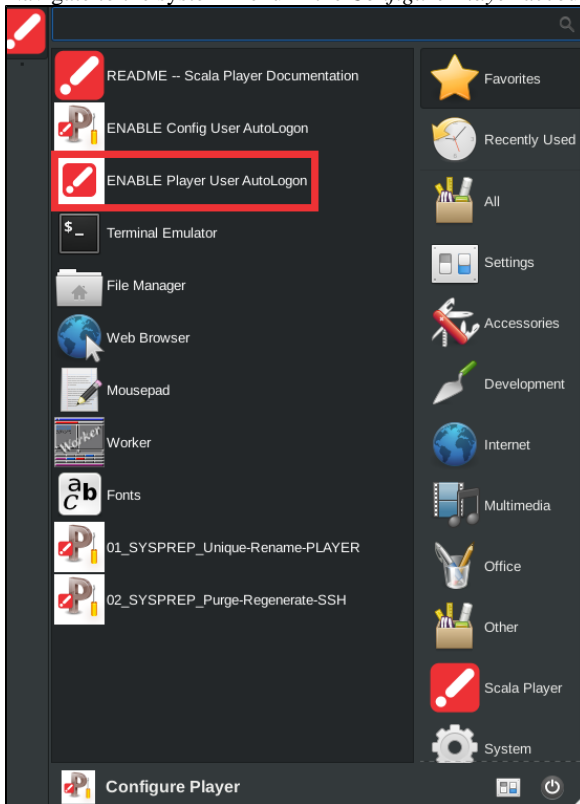 README -- Scala Player Documentation
ENABLE Config User AutoLogon
ENABLE Player User AutoLogon
$_
Terminal Emulator
File Manager
Web Browser
Mousepad
Worker
Worker
ab
c
Fonts
01_SYSPREP_Unique-Rename-PLAYER
02_SYSPREP_Purge-Regenerate-SSH
Favorites
Recently Used
All
Settings
Accessories
Development
Internet
Multimedia
Office
Other
Scala Player
System
Configure Player